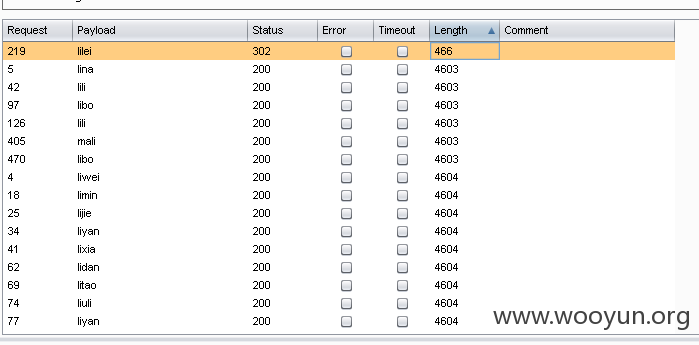 Request Payload Status Error Timeout Length Comment
219 lilei 302 466
5 lina 200 4603
42 lili 200 4603
97 libo 200 4603
126 lili 200 4603
405 mali 200 4603
470 libo 200 4603
4 liwei 200 4604
18 limin 200 4604
25 lijie 200 4604
34 liyan 200 4604
41 lixia 200 4604
62 lidan 200 4604
69 litao 200 4604
74 liuli 200 4604
77 liyan 200 4604
www.wooyun.org